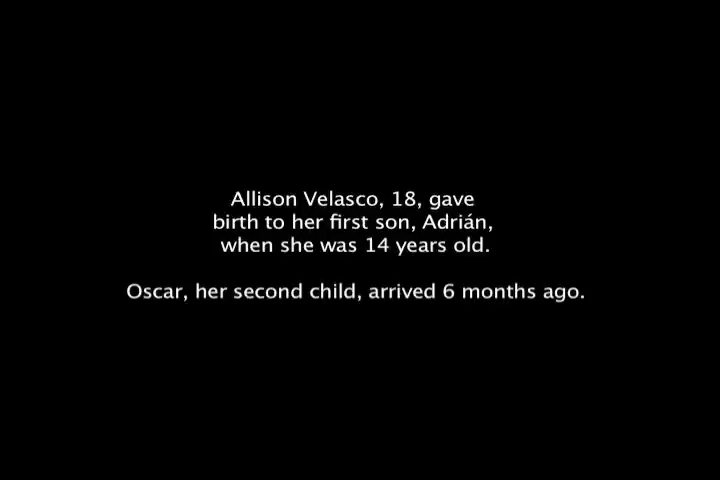 Allison Velasco, 18, gave
birth to her first son, Adrián,
when she was 14 years old.
Oscar, her second child, arrived 6 months ago.